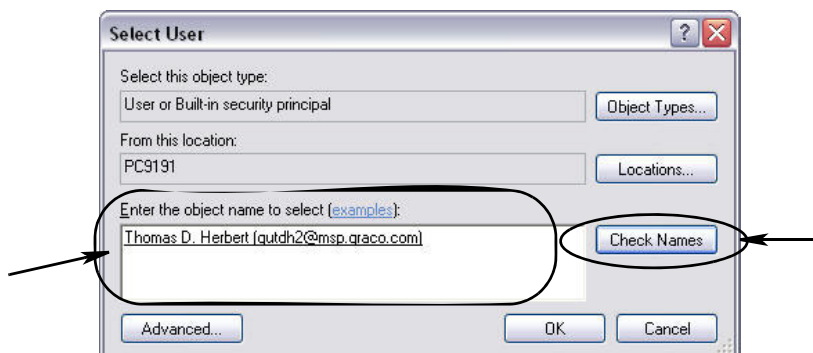 Select User
Select this object type:
User or Built-in security principal
Object Types...
From this location:
PC9191
Locations...
Enter the object name to select (examples):
Thomas D. Herbert (qutdh2@msp.graco.com)
Check Names
Advanced...
OK
Cancel